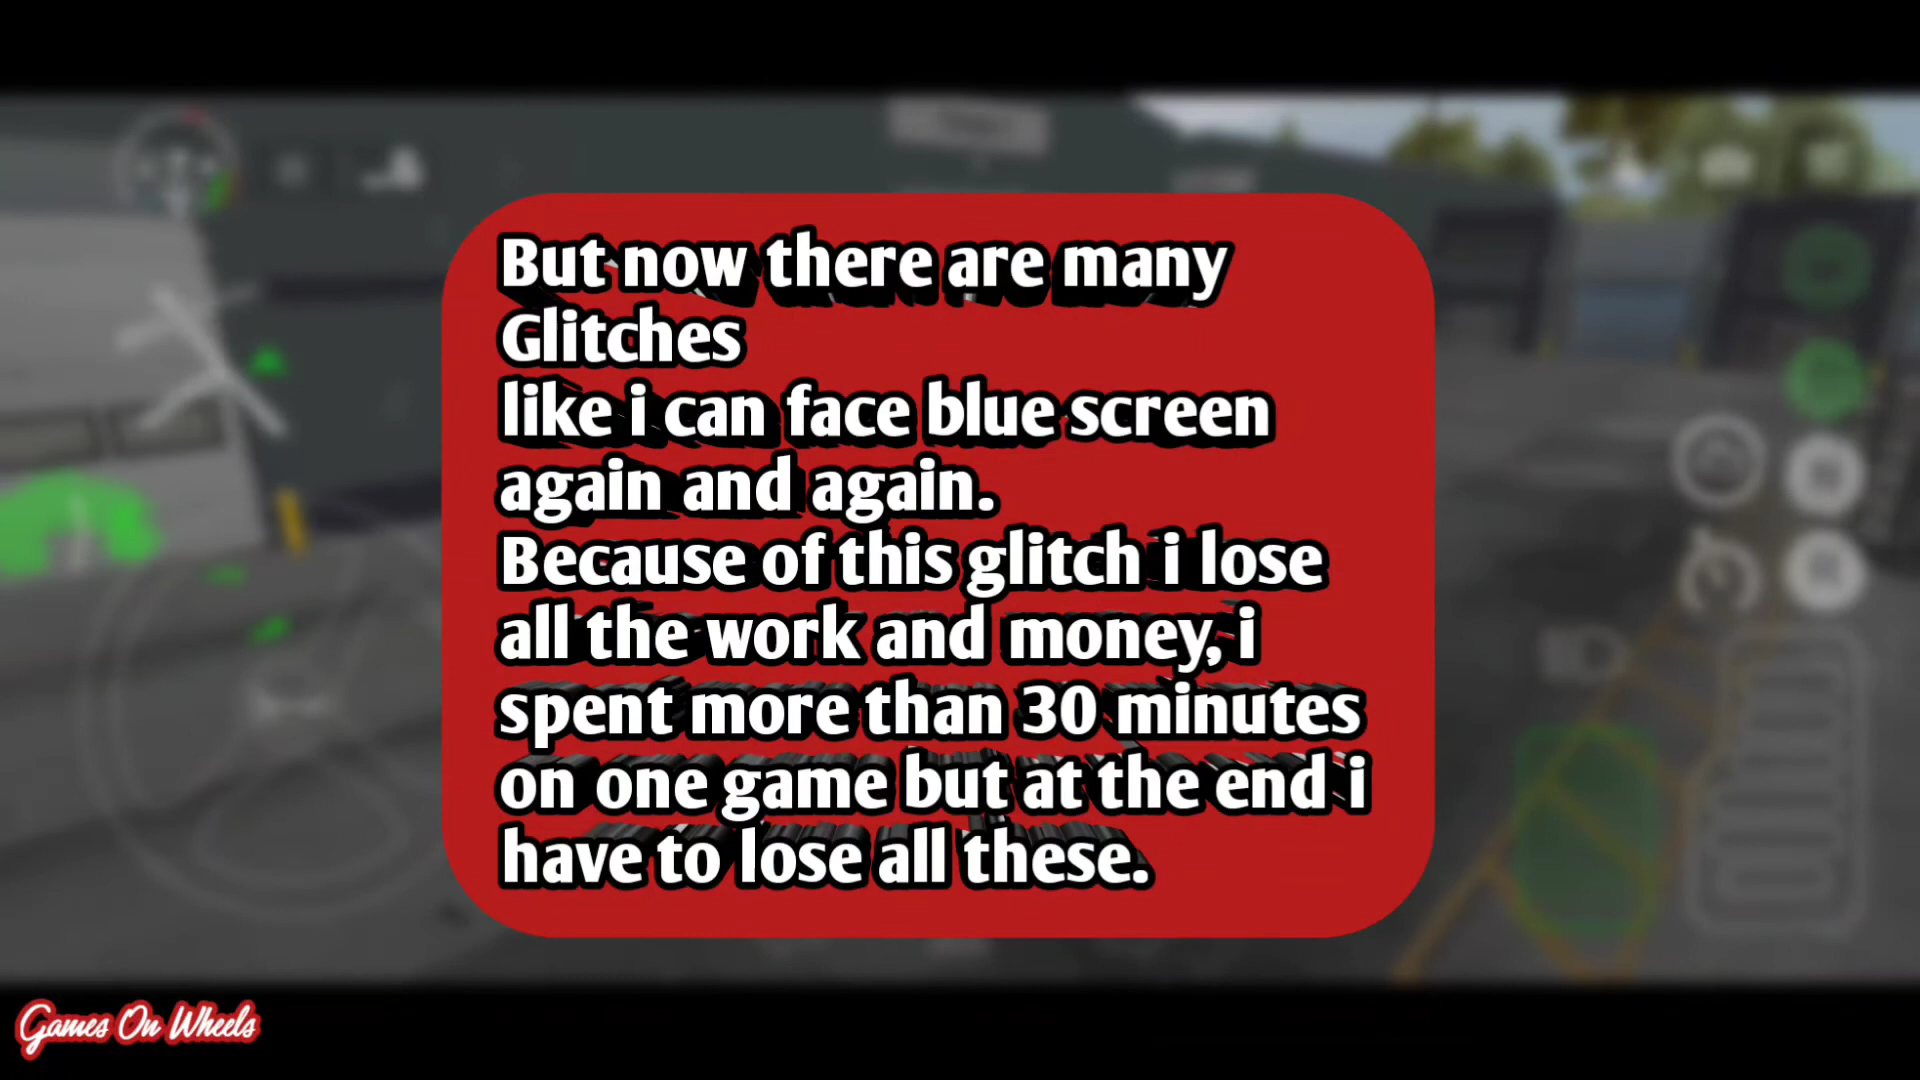 But now there are many
Glitches
like i can face blue screen
again and again.
Because of this glitch i lose
all the work and money, i
spent more than 30 minutes
on one game but at the end i
have to lose all these.
Games On Wheels